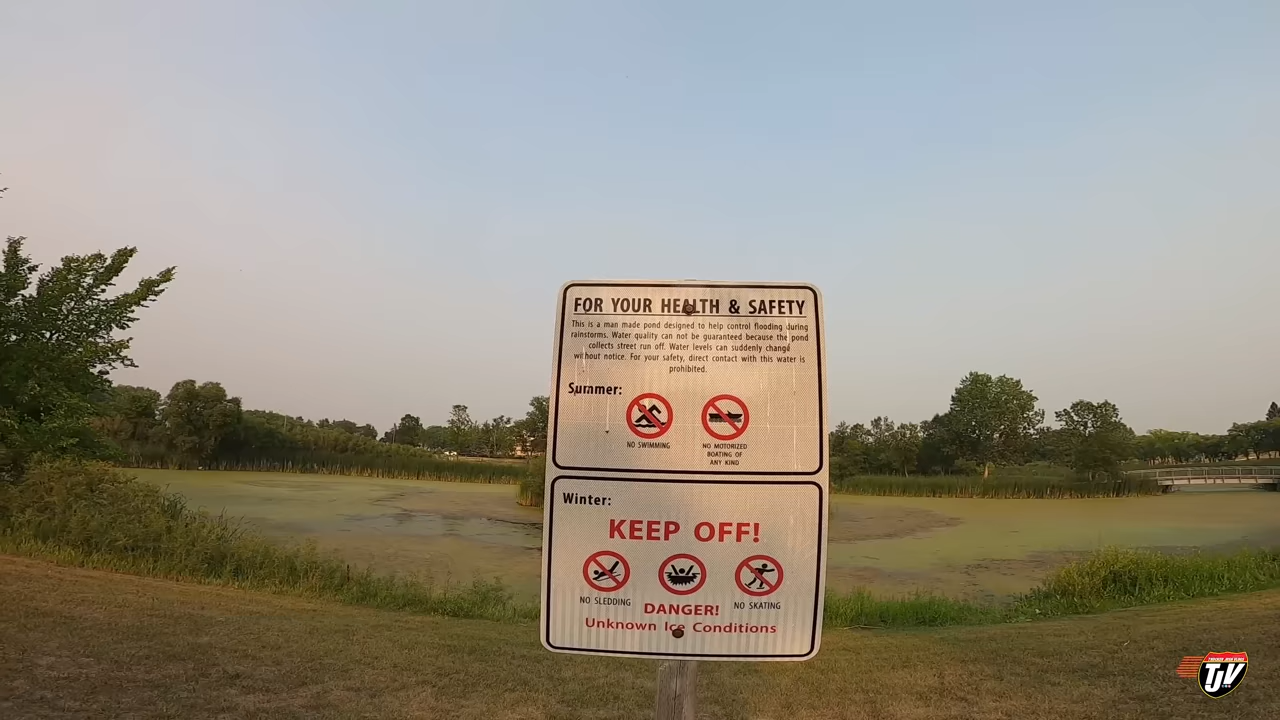 FOR YOUR HEALTH & SAFETY
This is a man made pond designed to help control flooding during
rainstorms. Water quality can not be guaranteed because the pond
collects street run off. Water levels can suddenly change
without notice. For your safety, direct contact with this water is
prohibited.
Summer:
NO SWIMMING
NO MOTORIZED
BOATING OF
ANY KIND
Winter:
KEEP OFF!
NO SLEDDING
DANGER!
NO SKATING
Unknown Ice Conditions
TJV